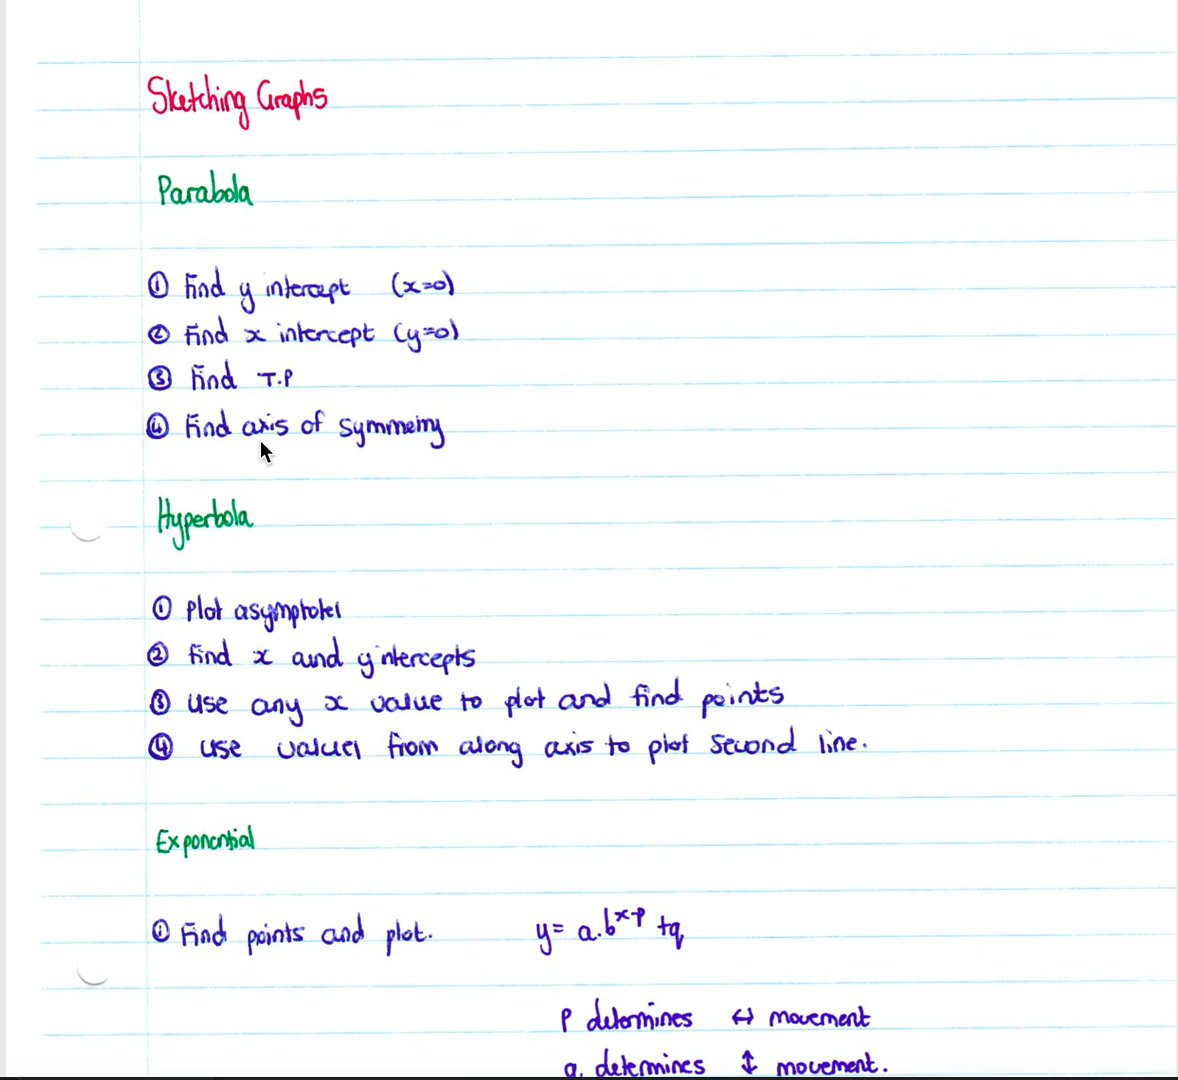 Sketching Graphs
Parabola
① Find y intercept (x=0)
② Find x intercept (y=0)
③ Find T.P
④ Find axis of symmetry
Hyperbola
① Plot asymptotes
② Find x and y intercepts
③ Use any x value to plot and find points
④ Use values from along axis to plot second line.
Exponential
① Find points and plot. y= a.b^x+p +q
p determines ↔ movement
q determines ↕ movement.